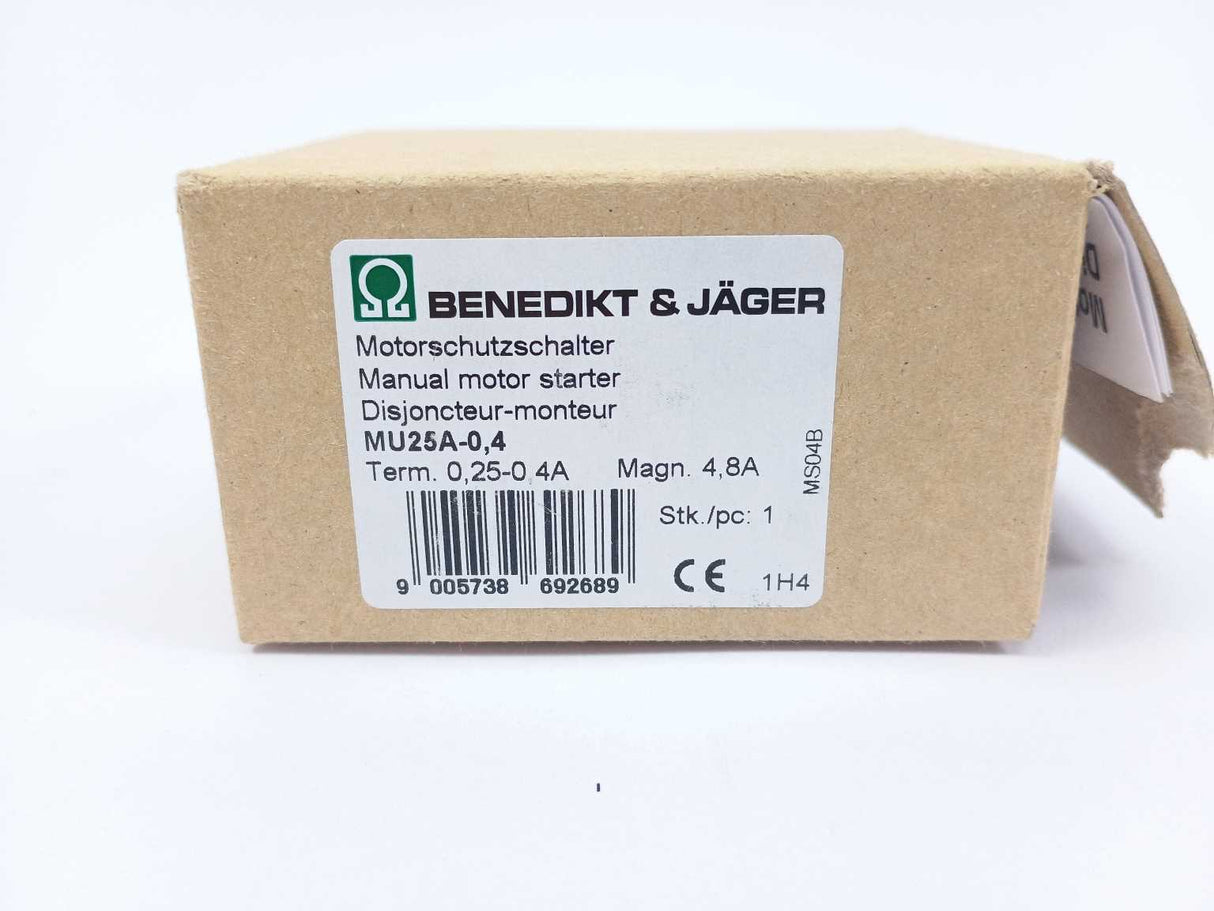 BENEDIKT & JÄGER
Motorschutzschalter
Manual motor starter
Disjoncteur-monteur
MU25A-0,4
Term. 0,25-0.4A Magn. 4,8A
MS04B
Stk./pc: 1
9 005738 692689
CE 1H4